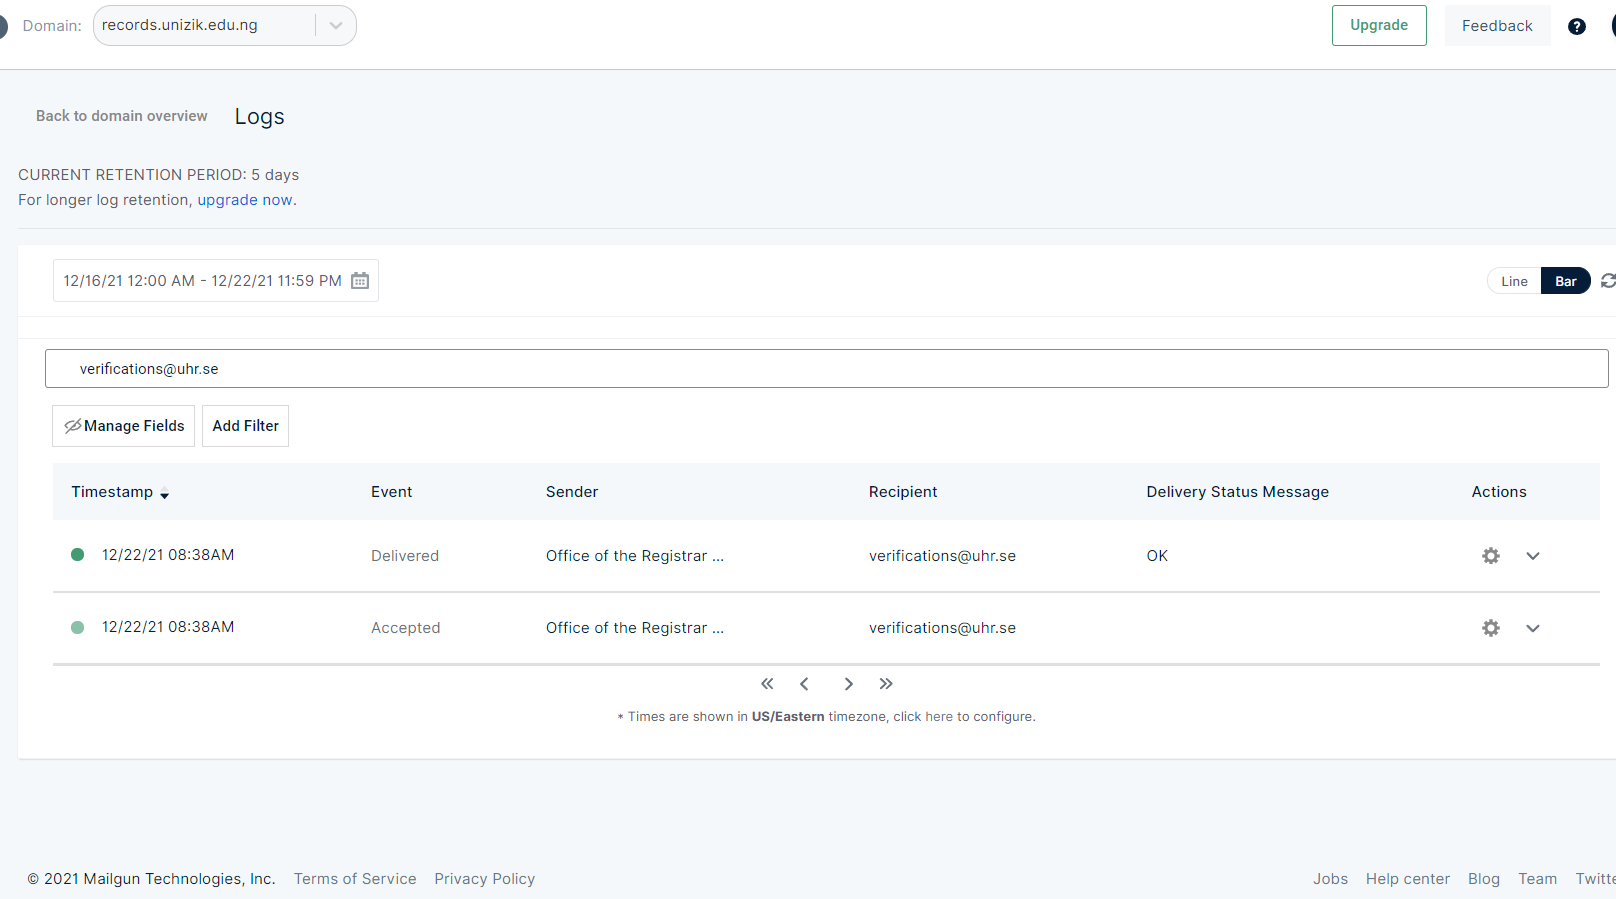 Domain: records.unizik.edu.ng Upgrade Feedback ?
Back to domain overview Logs
CURRENT RETENTION PERIOD: 5 days
For longer log retention, upgrade now.
12/16/21 12:00 AM - 12/22/21 11:59 PM Line Bar
verifications@uhr.se
Manage Fields Add Filter
Timestamp Event Sender Recipient Delivery Status Message Actions
12/22/21 08:38AM Delivered Office of the Registrar ... verifications@uhr.se OK
12/22/21 08:38AM Accepted Office of the Registrar ... verifications@uhr.se
* Times are shown in US/Eastern timezone, click here to configure.
© 2021 Mailgun Technologies, Inc. Terms of Service Privacy Policy Jobs Help center Blog Team Twitte